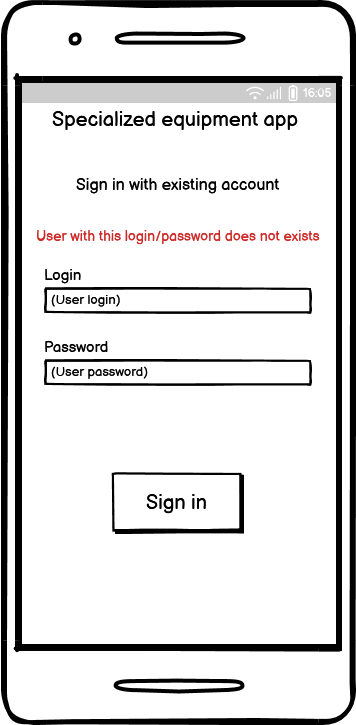 16:05
Specialized equipment app
Sign in with existing account
User with this login/password does not exists
Login
(User login)
Password
(User password)
Sign in